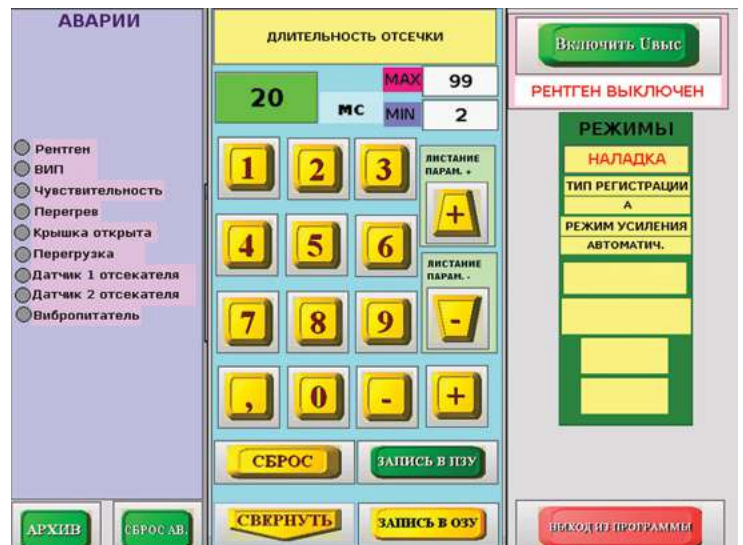 АВАРИИ
Рентген
ВИП
Чувствительность
Перегрев
Крышка открыта
Перегрузка
Датчик 1 отсекателя
Датчик 2 отсекателя
Вибропитатель
АРХИВ
СБРОС АВ.
ДЛИТЕЛЬНОСТЬ ОТСЕЧКИ
20
мс
MAX 99
MIN 2
1 2 3
ЛИСТАНИЕ
ПАРАМ. +
+
4 5 6
ЛИСТАНИЕ
ПАРАМ. -
-
7 8 9
, 0 - +
СБРОС
ЗАПИСЬ В ПЗУ
СВЕРНУТЬ
ЗАПИСЬ В ОЗУ
Включить Uвыс
РЕНТГЕН ВЫКЛЮЧЕН
РЕЖИМЫ
НАЛАДКА
ТИП РЕГИСТРАЦИИ
А
РЕЖИМ УСИЛЕНИЯ
АВТОМАТИЧ.
ВЫХОД ИЗ ПРОГРАММЫ